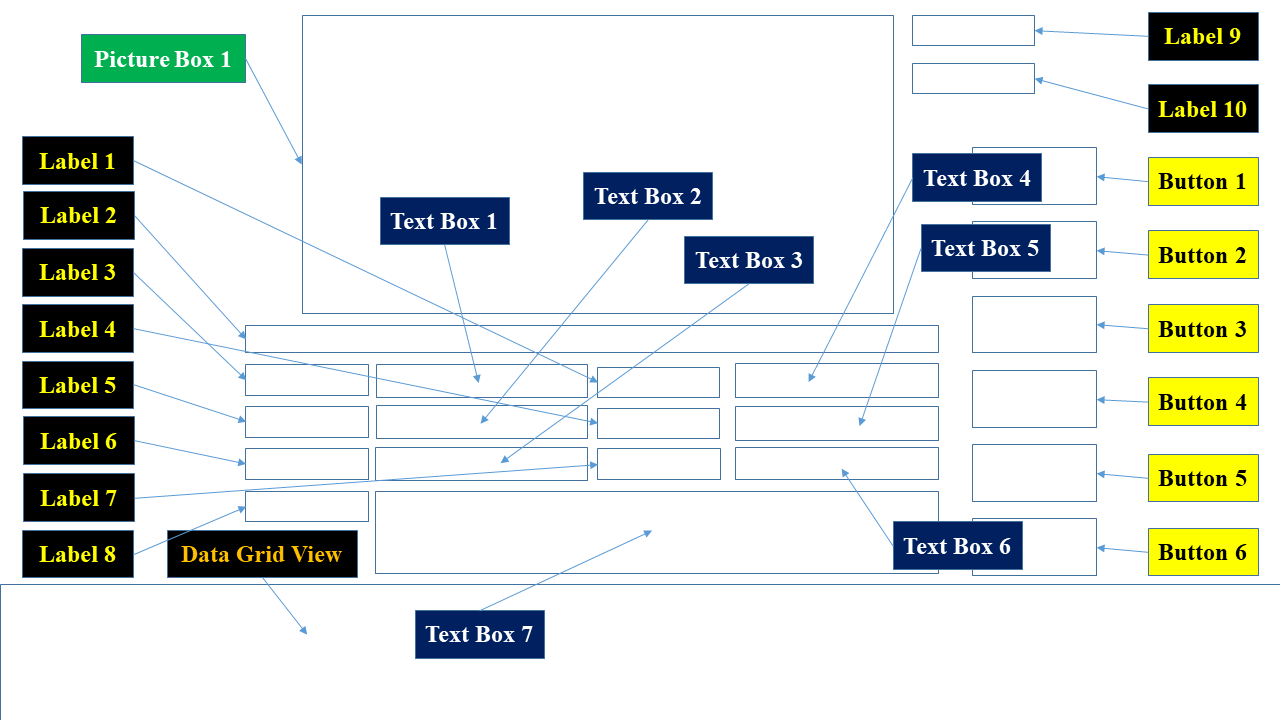 Label 9
Picture Box 1
Label 10
Label 1
Text Box 4
Button 1
Text Box 2
Label 2
Text Box 1
Text Box 5
Button 2
Text Box 3
Label 3
Label 4
Button 3
Label 5
Button 4
Label 6
Label 7
Button 5
Label 8
Data Grid View
Text Box 6
Button 6
Text Box 7